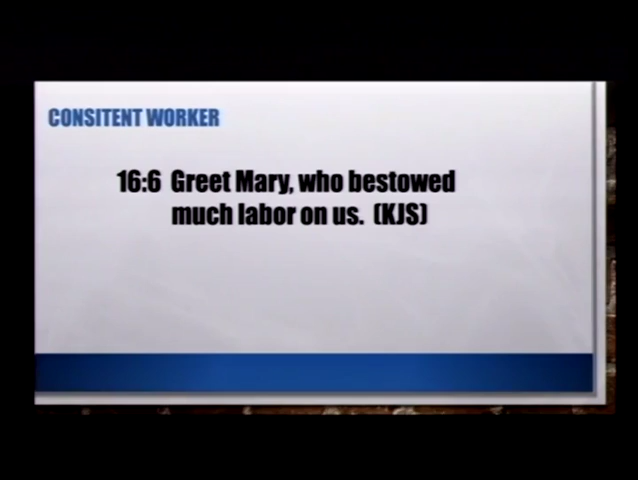 CONSITENT WORKER
16:6 Greet Mary, who bestowed
much labor on us. (KJS)